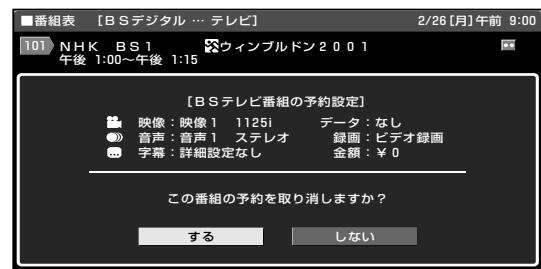 ■番組表 [BSデジタル … テレビ] 2/26[月]午前 9:00
101 NHK BS1 ウィンブルドン2001
午後 1:00〜午後 1:15
[BSテレビ番組の予約設定]
映像:映像1 1125i データ:なし
音声:音声1 ステレオ 録画:ビデオ録画
字幕:詳細設定なし 金額:¥0
この番組の予約を取り消しますか?
する しない